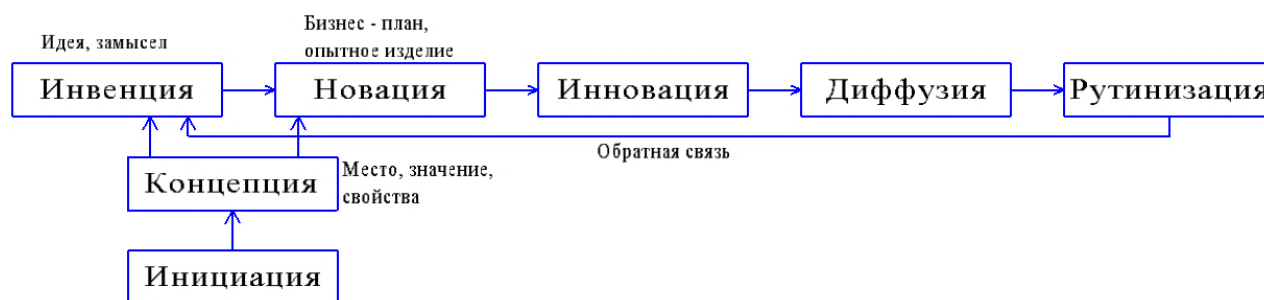 Бизнес - план,
опытное изделие
Идея, замысел
Инвенция
Новация
Инновация
Диффузия
Рутинизация
Обратная связь
Концепция
Место, значение,
свойства
Инициация